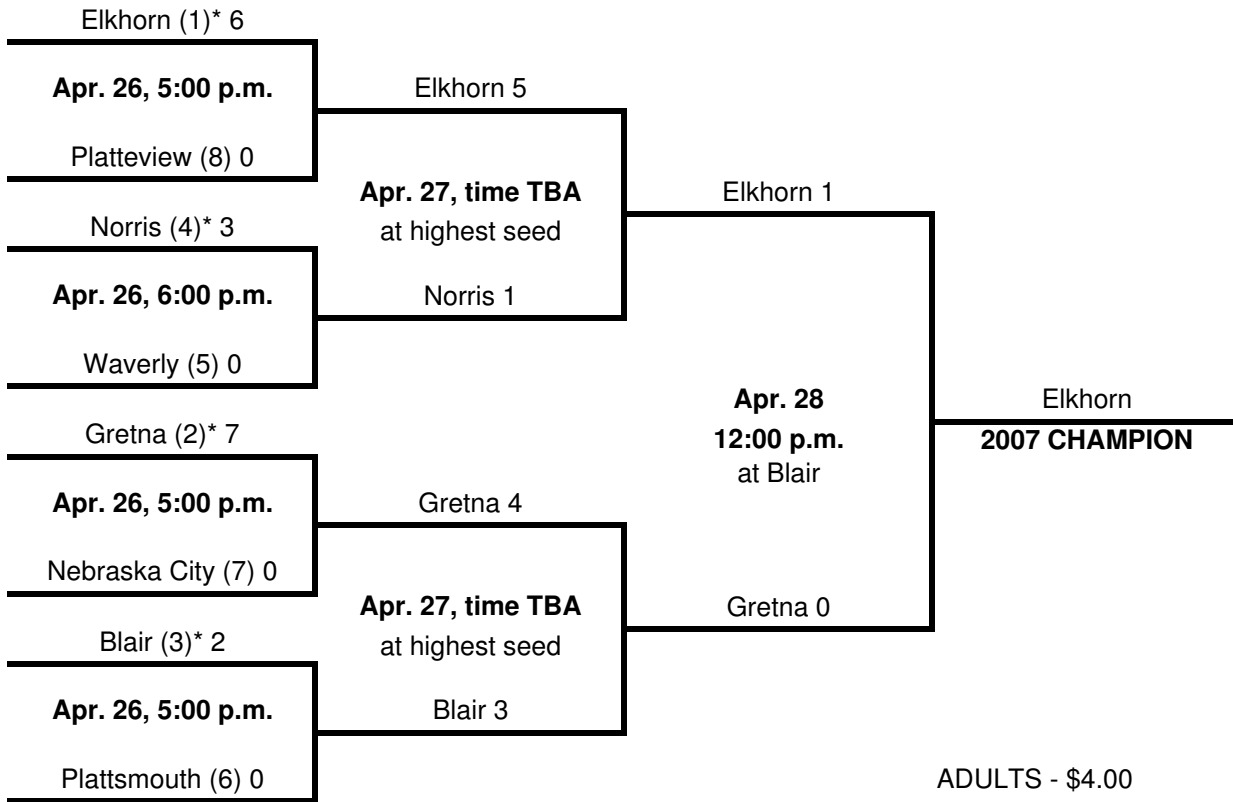 Elkhorn (1)* 6
Apr. 26, 5:00 p.m.
Platteview (8) 0
Norris (4)* 3
Apr. 26, 6:00 p.m.
Waverly (5) 0
Gretna (2)* 7
Apr. 26, 5:00 p.m.
Nebraska City (7) 0
Blair (3)* 2
Apr. 26, 5:00 p.m.
Plattsmouth (6) 0
Elkhorn 5
Apr. 27, time TBA
at highest seed
Norris 1
Gretna 4
Apr. 27, time TBA
at highest seed
Blair 3
Elkhorn 1
Apr. 28
12:00 p.m.
at Blair
Gretna 0
Elkhorn
2007 CHAMPION
ADULTS - $4.00